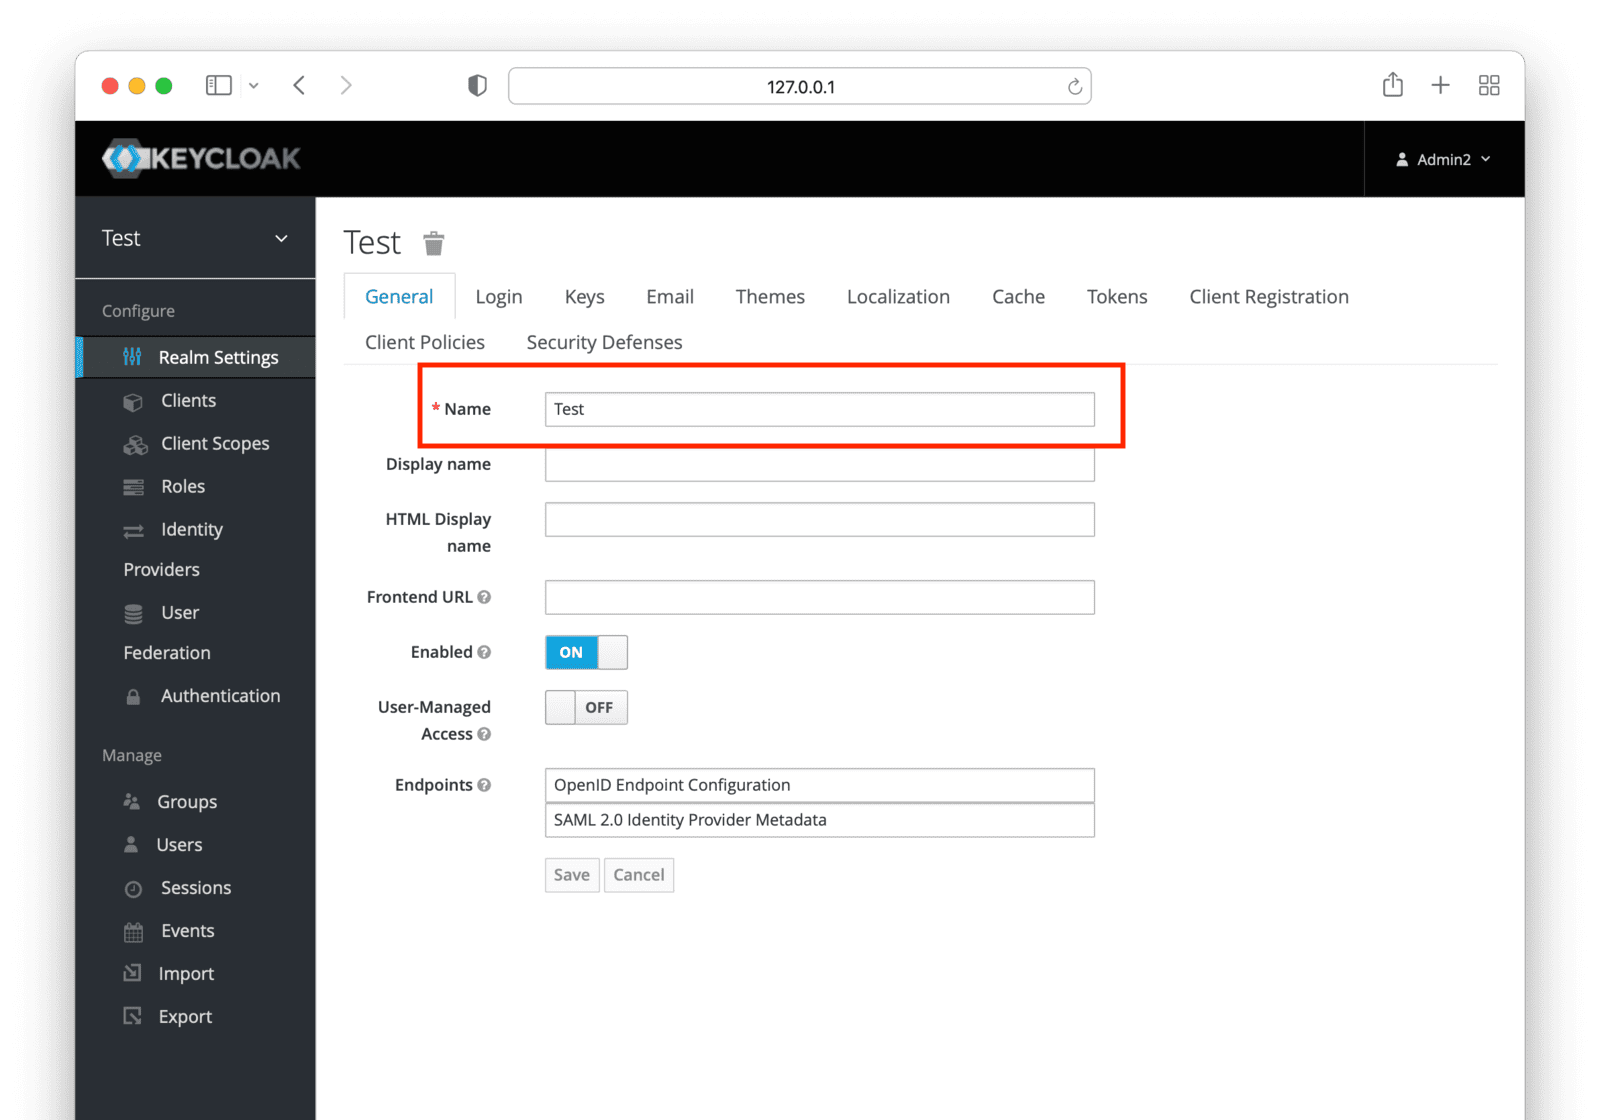 127.0.0.1
KEYCLOAK
Admin2
Test
Configure
Realm Settings
Clients
Client Scopes
Roles
Identity
Providers
User
Federation
Authentication
Manage
Groups
Users
Sessions
Events
Import
Export
Test
General Login Keys Email Themes Localization Cache Tokens Client Registration
Client Policies Security Defenses
* Name Test
Display name
HTML Display
name
Frontend URL ?
Enabled ? ON
User-Managed OFF
Access ?
Endpoints ? OpenID Endpoint Configuration
SAML 2.0 Identity Provider Metadata
Save Cancel